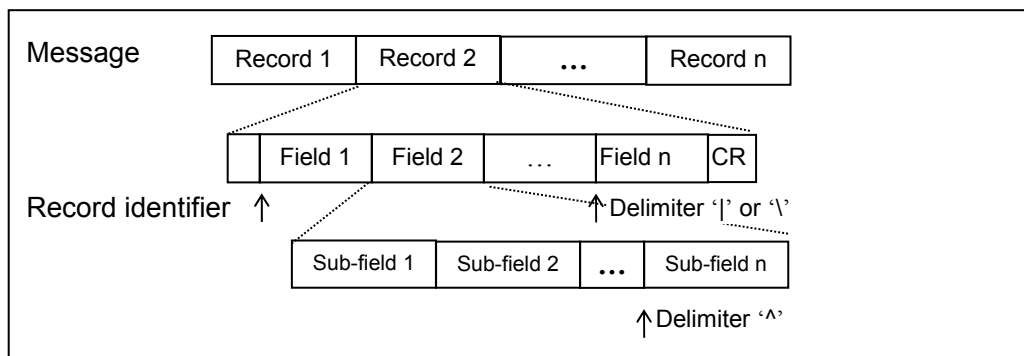 Message
Record 1 Record 2 ... Record n
Field 1 Field 2 ... Field n CR
Record identifier
Delimiter ‘|’ or ‘\’
Sub-field 1 Sub-field 2 ... Sub-field n
Delimiter ‘^’